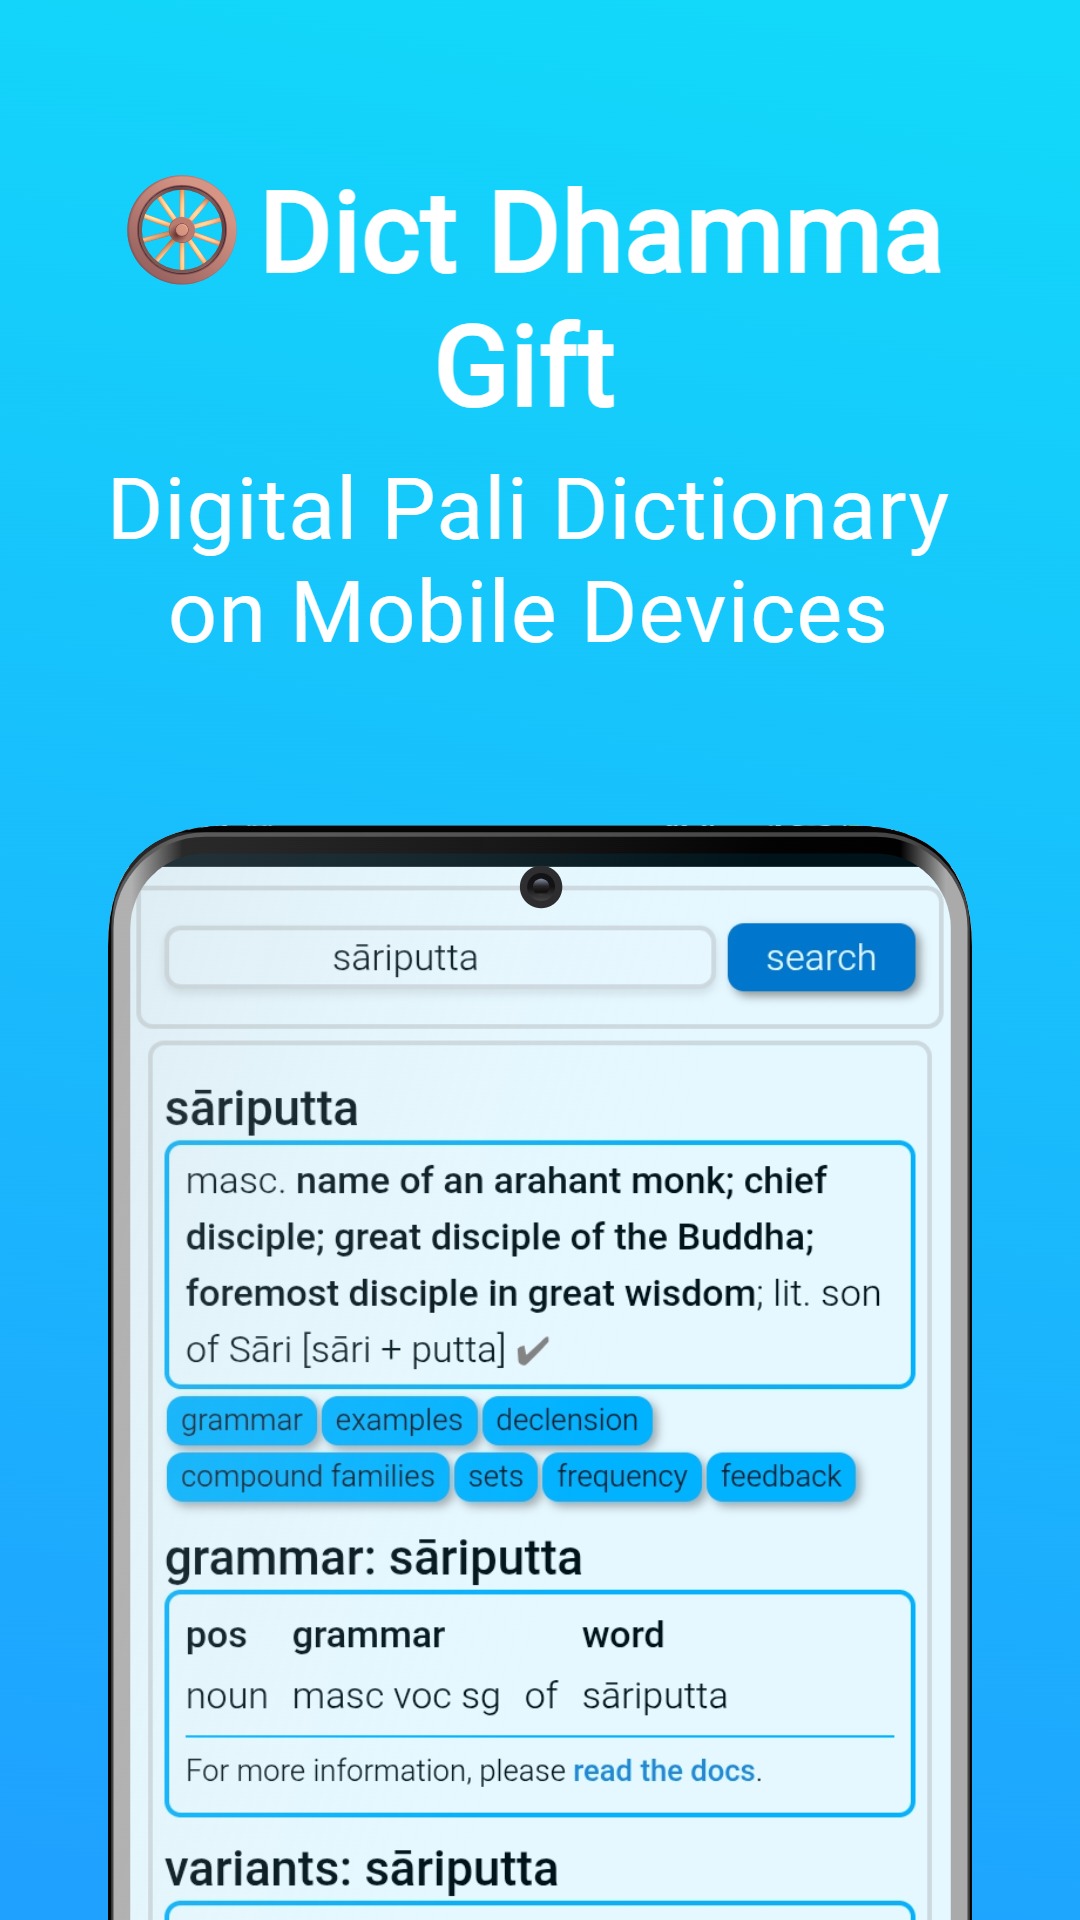 Dict Dhamma
Gift
Digital Pali Dictionary
on Mobile Devices
sāriputta
search
sāriputta
masc. name of an arahant monk; chief
disciple; great disciple of the Buddha;
foremost disciple in great wisdom; lit. son
of Sāri [sāri + putta] ✔
grammar examples declension
compound families sets frequency feedback
grammar: sāriputta
pos grammar word
noun masc voc sg of sāriputta
For more information, please read the docs.
variants: sāriputta